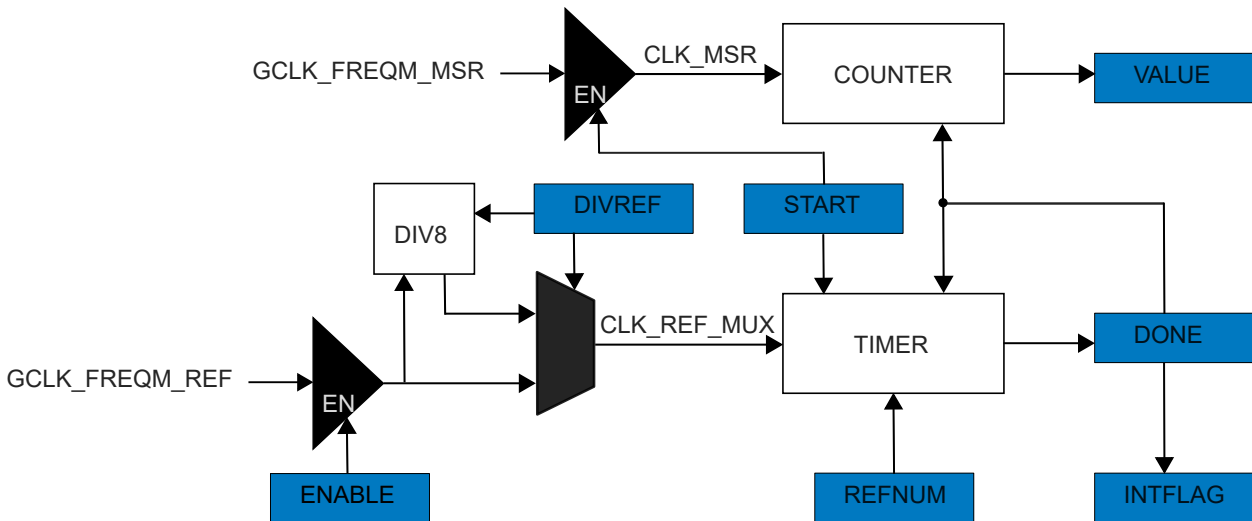 GCLK_FREQM_MSR
EN
CLK_MSR
COUNTER
VALUE
DIV8
DIVREF
START
GCLK_FREQM_REF
EN
CLK_REF_MUX
TIMER
DONE
ENABLE
REFNUM
INTFLAG